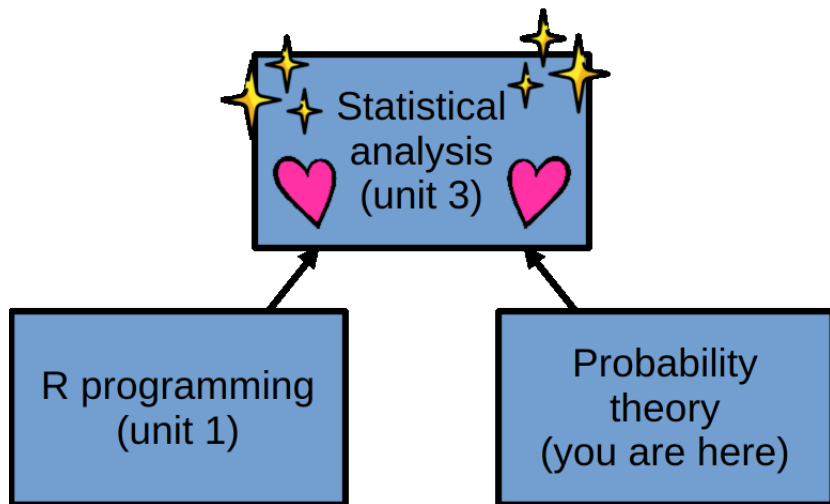 Statistical
analysis
(unit 3)
R programming
(unit 1)
Probability
theory
(you are here)